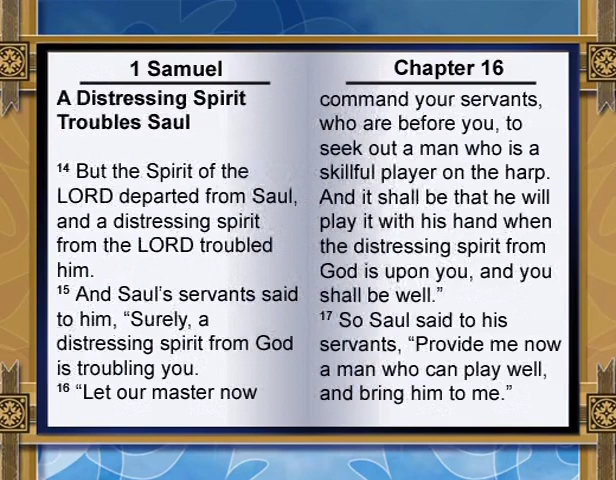 1 Samuel
A Distressing Spirit
Troubles Saul
¹⁴ But the Spirit of the
LORD departed from Saul,
and a distressing spirit
from the LORD troubled
him.
¹⁵ And Saul's servants said
to him, “Surely, a
distressing spirit from God
is troubling you.
¹⁶ “Let our master now
Chapter 16
command your servants,
who are before you, to
seek out a man who is a
skillful player on the harp.
And it shall be that he will
play it with his hand when
the distressing spirit from
God is upon you, and you
shall be well.”
¹⁷ So Saul said to his
servants, “Provide me now
a man who can play well,
and bring him to me.”